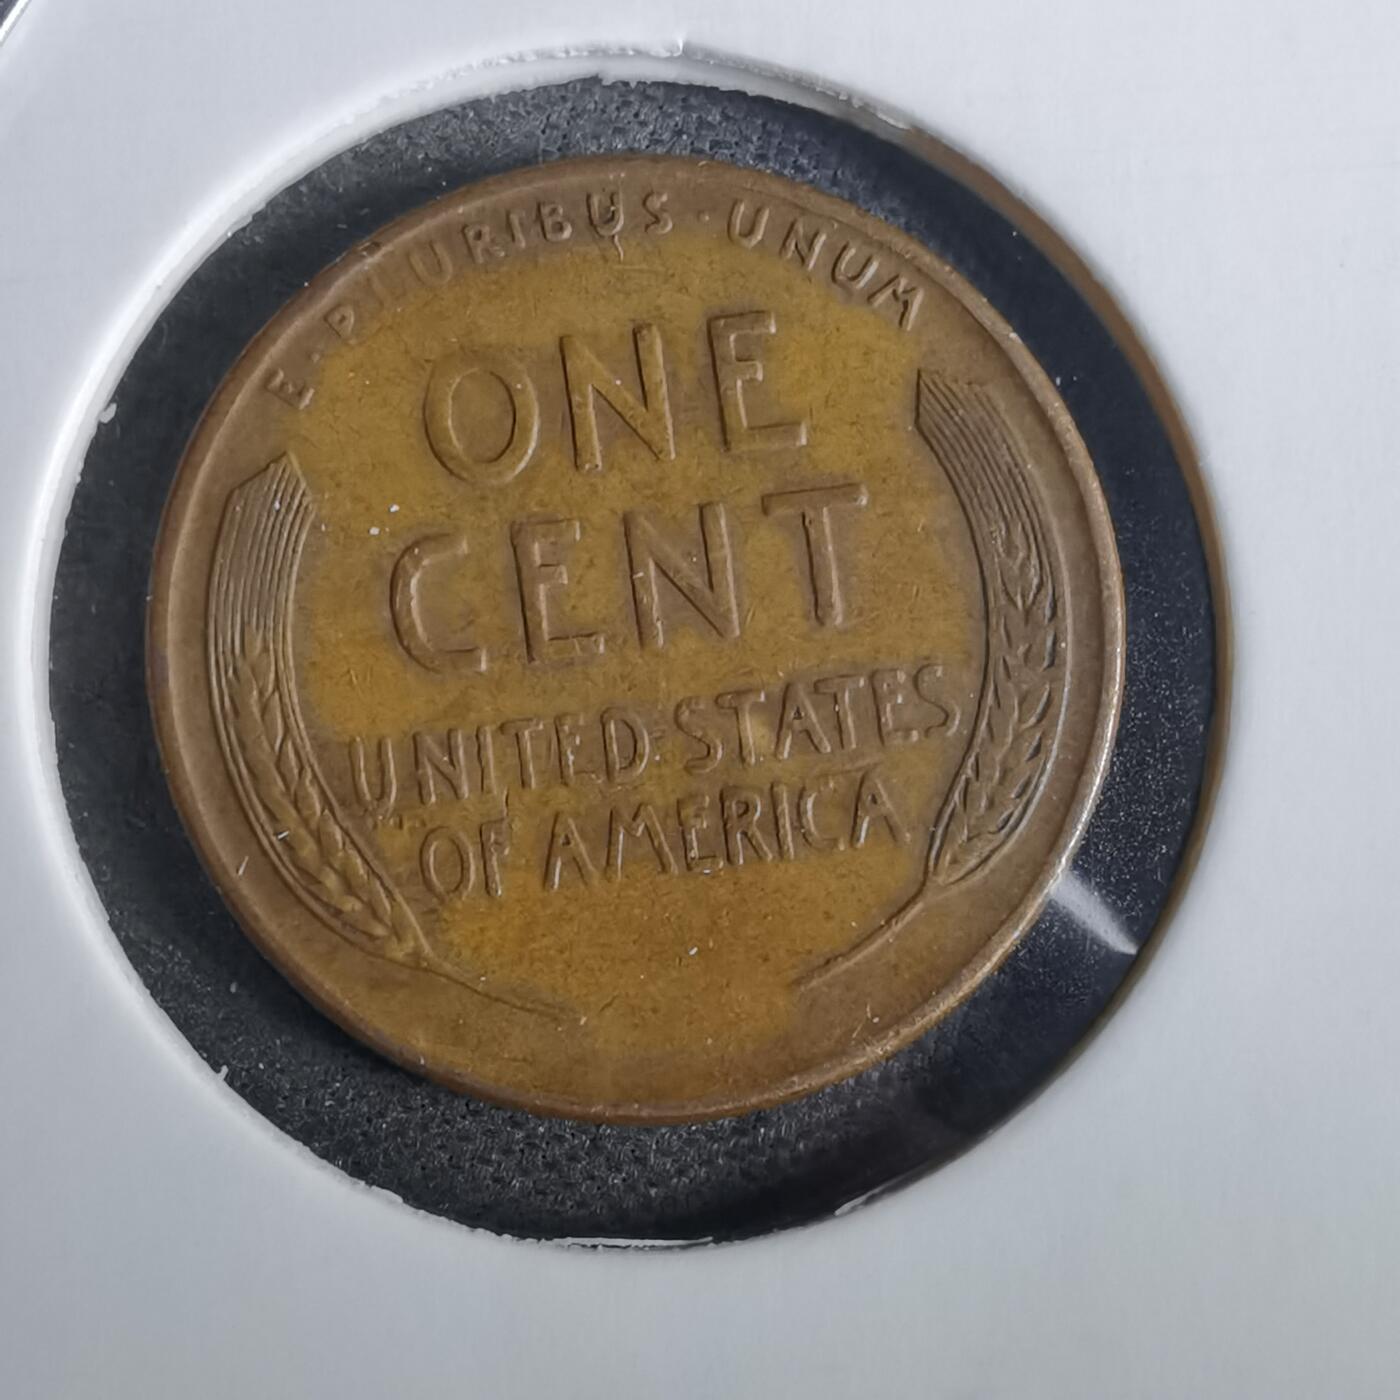 E · PLURIBUS · UNUM
ONE
CENT
UNITED·STATES
OF AMERICA